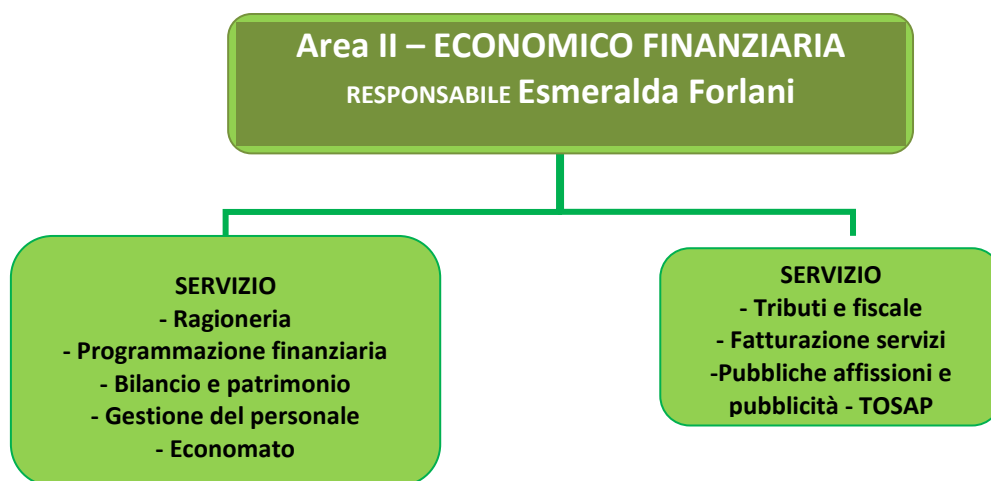 Area II – ECONOMICO FINANZIARIA
RESPONSABILE Esmeralda Forlani
SERVIZIO
- Ragioneria
- Programmazione finanziaria
- Bilancio e patrimonio
- Gestione del personale
- Economato
SERVIZIO
- Tributi e fiscale
- Fatturazione servizi
-Pubbliche affissioni e
pubblicità - TOSAP